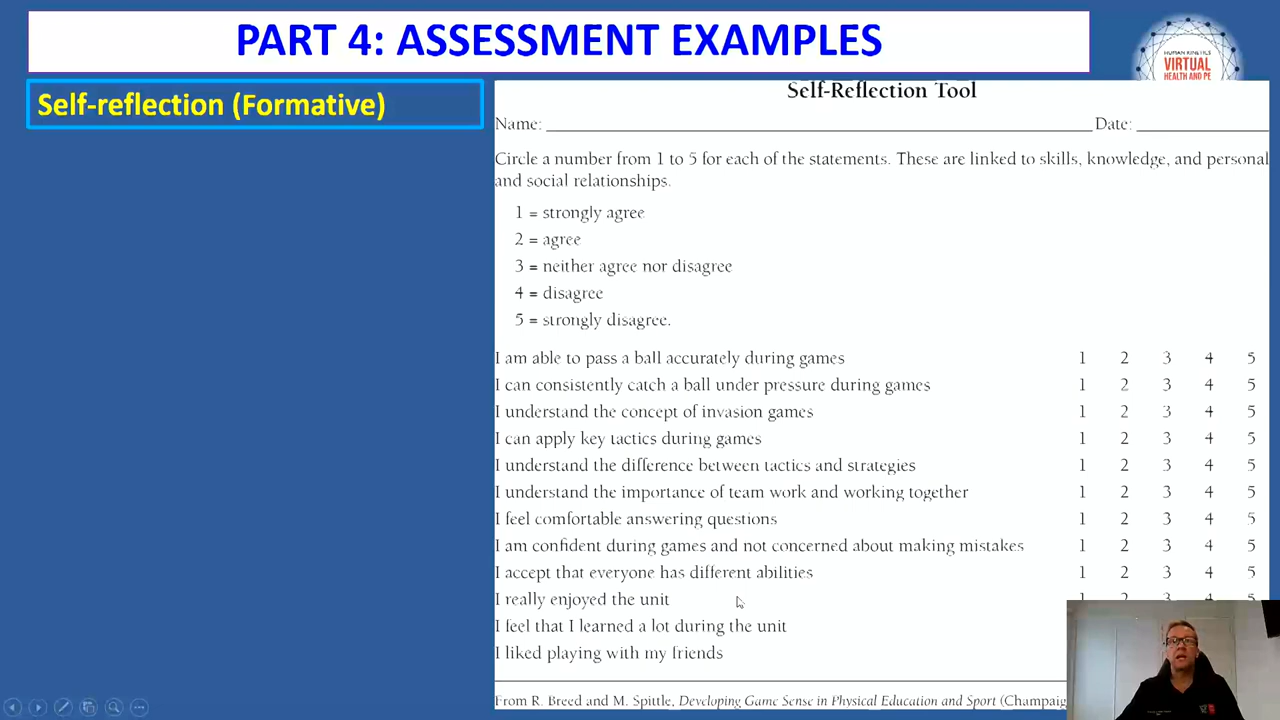 PART 4: ASSESSMENT EXAMPLES
HUMAN KINETICS
VIRTUAL
HEALTH AND PE
Self-reflection (Formative)
Self-Reflection Tool
Name: Date:
Circle a number from 1 to 5 for each of the statements. These are linked to skills, knowledge, and personal
and social relationships.
1 = strongly agree
2 = agree
3 = neither agree nor disagree
4 = disagree
5 = strongly disagree.
I am able to pass a ball accurately during games 1 2 3 4 5
I can consistently catch a ball under pressure during games 1 2 3 4 5
I understand the concept of invasion games 1 2 3 4 5
I can apply key tactics during games 1 2 3 4 5
I understand the difference between tactics and strategies 1 2 3 4 5
I understand the importance of team work and working together 1 2 3 4 5
I feel comfortable answering questions 1 2 3 4 5
I am confident during games and not concerned about making mistakes 1 2 3 4 5
I accept that everyone has different abilities 1 2 3 4 5
I really enjoyed the unit 1 2 3 4 5
I feel that I learned a lot during the unit
I liked playing with my friends
From R. Breed and M. Spittle, Developing Game Sense in Physical Education and Sport (Champaig